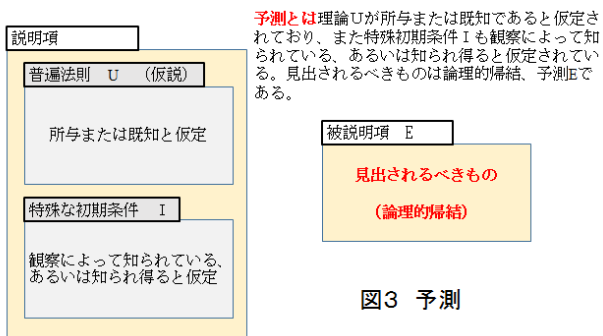 説明項
普遍法則 U (仮説)
所与または既知と仮定
特殊な初期条件 I
観察によって知られている、
あるいは知られ得ると仮定
予測とは理論Uが所与または既知であると仮定さ
れており、また特殊初期条件Iも観察によって知
られている、あるいは知られ得ると仮定されてい
る。見出されるべきものは論理的帰結、予測Eで
ある。
被説明項 E
見出されるべきもの
(論理的帰結)
図3 予測